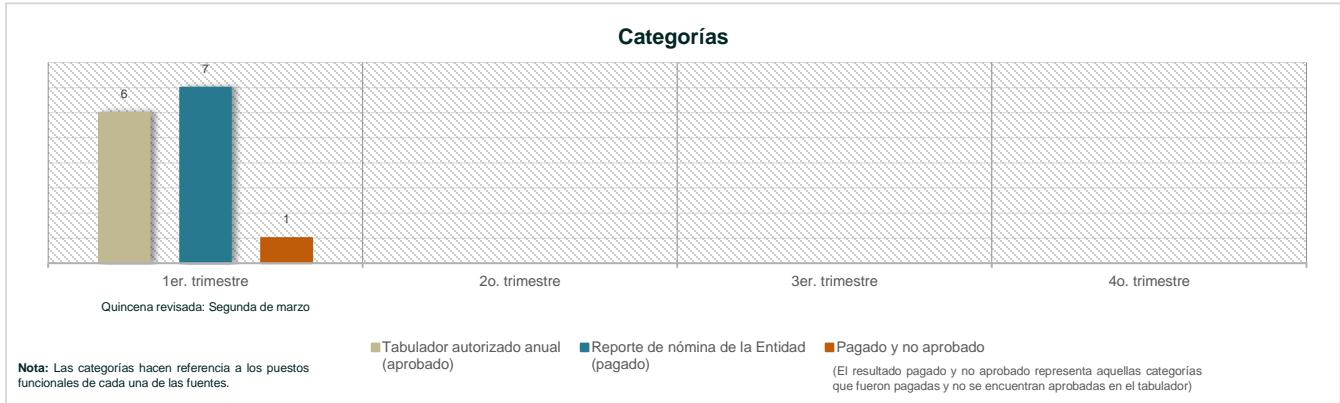 Categorías
6
7
1
1er. trimestre
2o. trimestre
3er. trimestre
4o. trimestre
Quincena revisada: Segunda de marzo
Tabulador autorizado anual
(aprobado)
Reporte de nómina de la Entidad
(pagado)
Pagado y no aprobado
(El resultado pagado y no aprobado representa aquellas categorías
que fueron pagadas y no se encuentran aprobadas en el tabulador)
Nota: Las categorías hacen referencia a los puestos
funcionales de cada una de las fuentes.